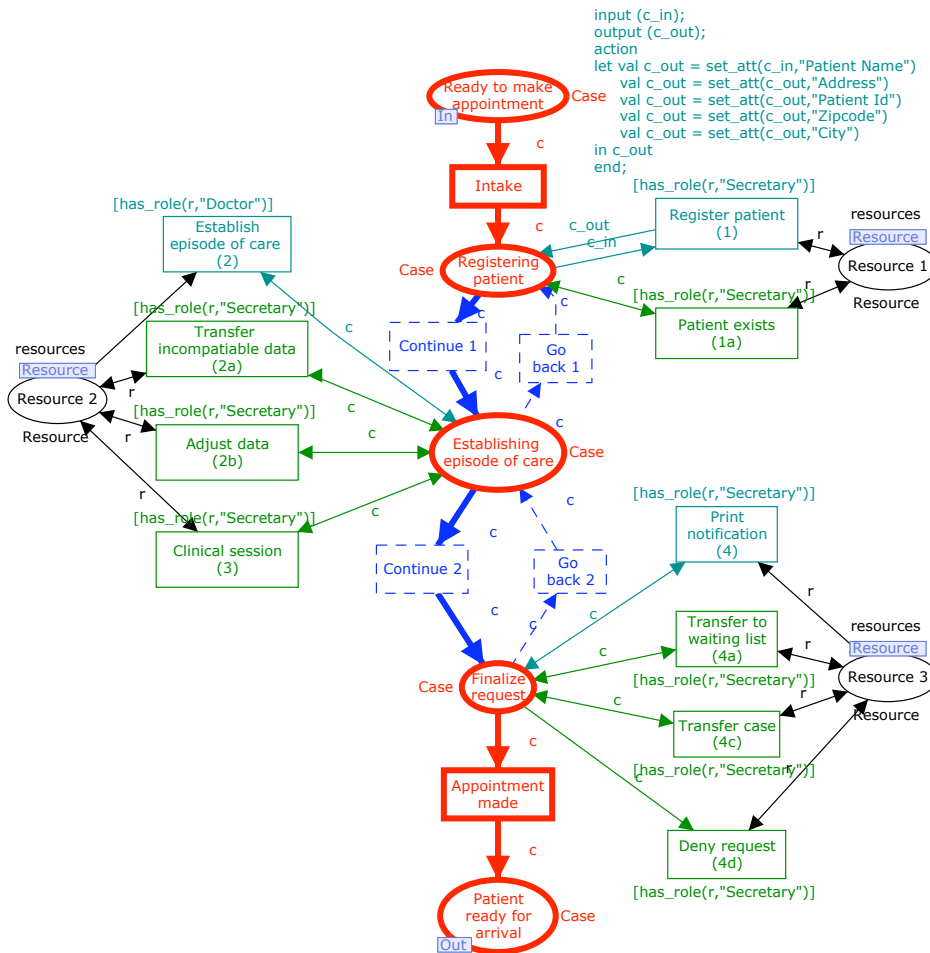 input (c_in);
output (c_out);
action
let val c_out = set_att(c_in,"Patient Name")
val c_out = set_att(c_out,"Address")
val c_out = set_att(c_out,"Patient Id")
val c_out = set_att(c_out,"Zipcode")
val c_out = set_att(c_out,"City")
in c_out
end;
Ready to make
appointment
Case
In
c
Intake
c
[has_role(r,"Secretary")]
Register patient
(1)
c_out
c_in
r
resources
Resource
Resource 1
Resource
r
Case
Registering
patient
c
[has_role(r,"Secretary")]
Patient exists
(1a)
[has_role(r,"Doctor")]
Establish
episode of care
(2)
c
[has_role(r,"Secretary")]
Transfer
incompatiable data
(2a)
c
resources
Resource
Resource 2
Resource
r
[has_role(r,"Secretary")]
Adjust data
(2b)
r
c
r
[has_role(r,"Secretary")]
Clinical session
(3)
c
c
Continue 1
c
c
Go
back 1
c
Establishing
episode of care
Case
c
Continue 2
c
c
Go
back 2
c
[has_role(r,"Secretary")]
Print
notification
(4)
c
r
resources
Resource
Resource 3
Resource
Transfer to
waiting list
(4a)
c
r
[has_role(r,"Secretary")]
Case
Finalize
request
c
Transfer case
(4c)
r
[has_role(r,"Secretary")]
c
r
Deny request
(4d)
[has_role(r,"Secretary")]
c
Appointment
made
c
Patient
ready for
arrival
Case
Out